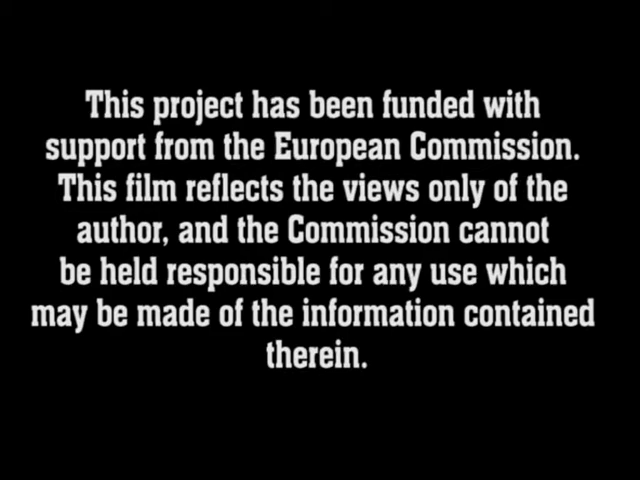 This project has been funded with
support from the European Commission.
This film reflects the views only of the
author, and the Commission cannot
be held responsible for any use which
may be made of the information contained
therein.